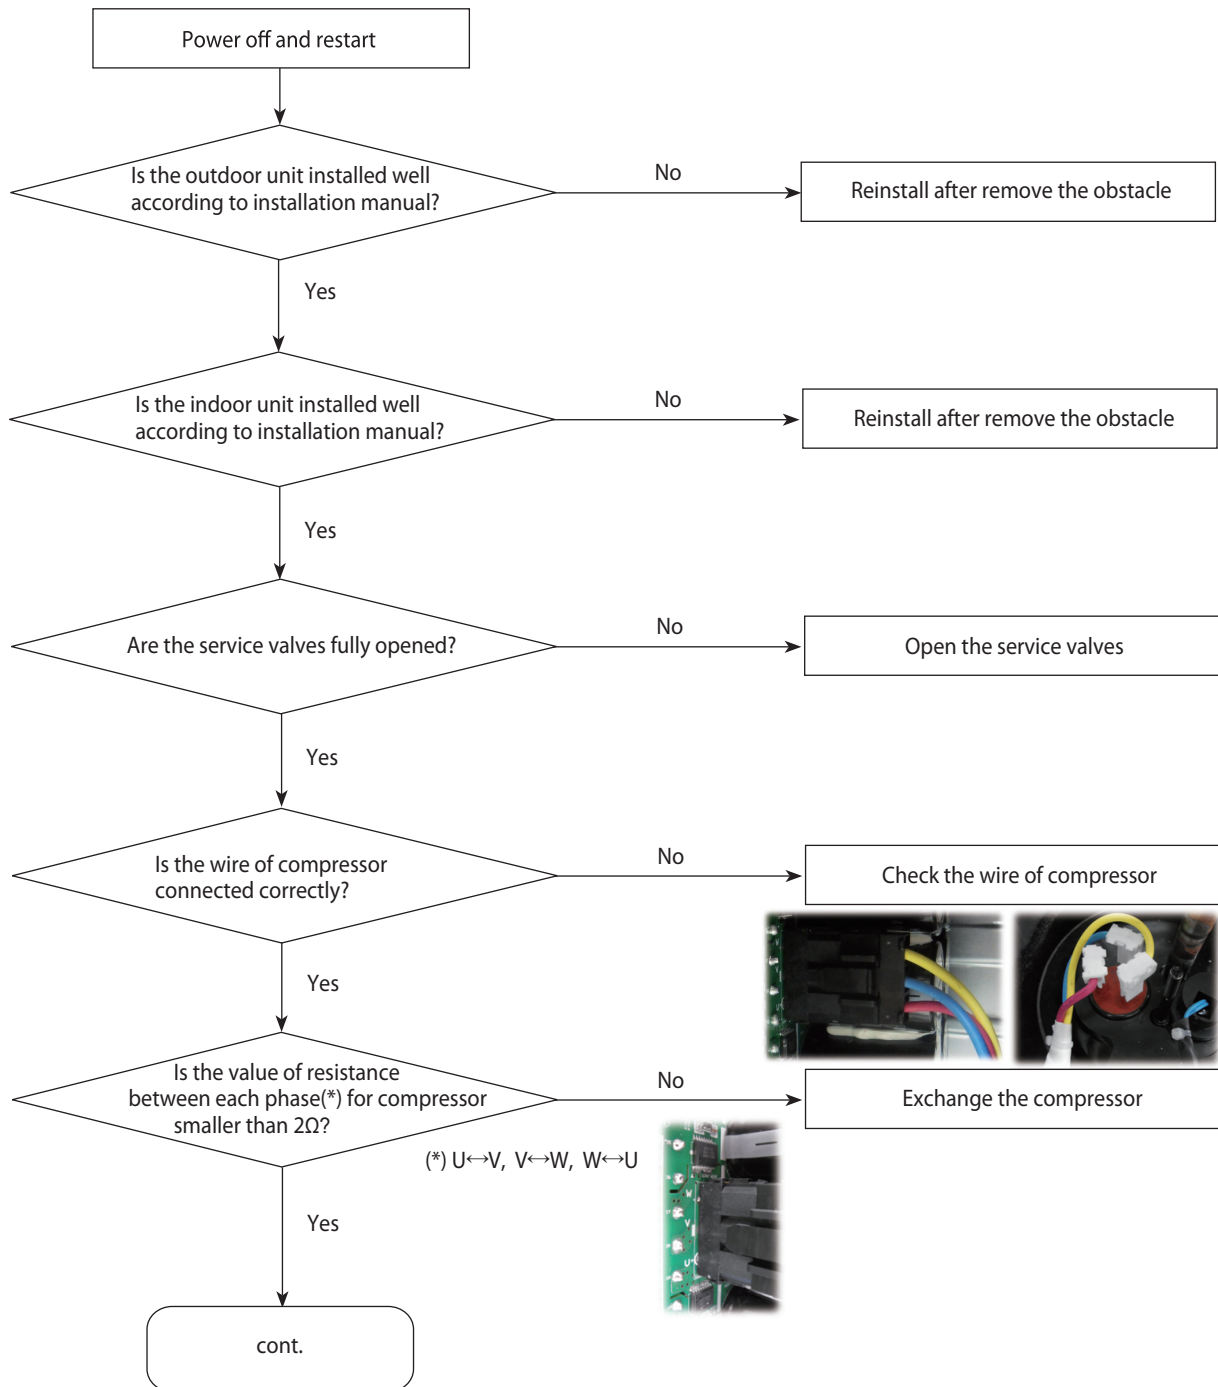 Power off and restart
Is the outdoor unit installed well
according to installation manual?
No
Reinstall after remove the obstacle
Yes
Is the indoor unit installed well
according to installation manual?
No
Reinstall after remove the obstacle
Yes
Are the service valves fully opened?
No
Open the service valves
Yes
Is the wire of compressor
connected correctly?
No
Check the wire of compressor
Yes
Is the value of resistance
between each phase(*) for compressor
smaller than 2Ω?
No
Exchange the compressor
(*) U↔V, V↔W, W↔U
W
V
U
Yes
cont.